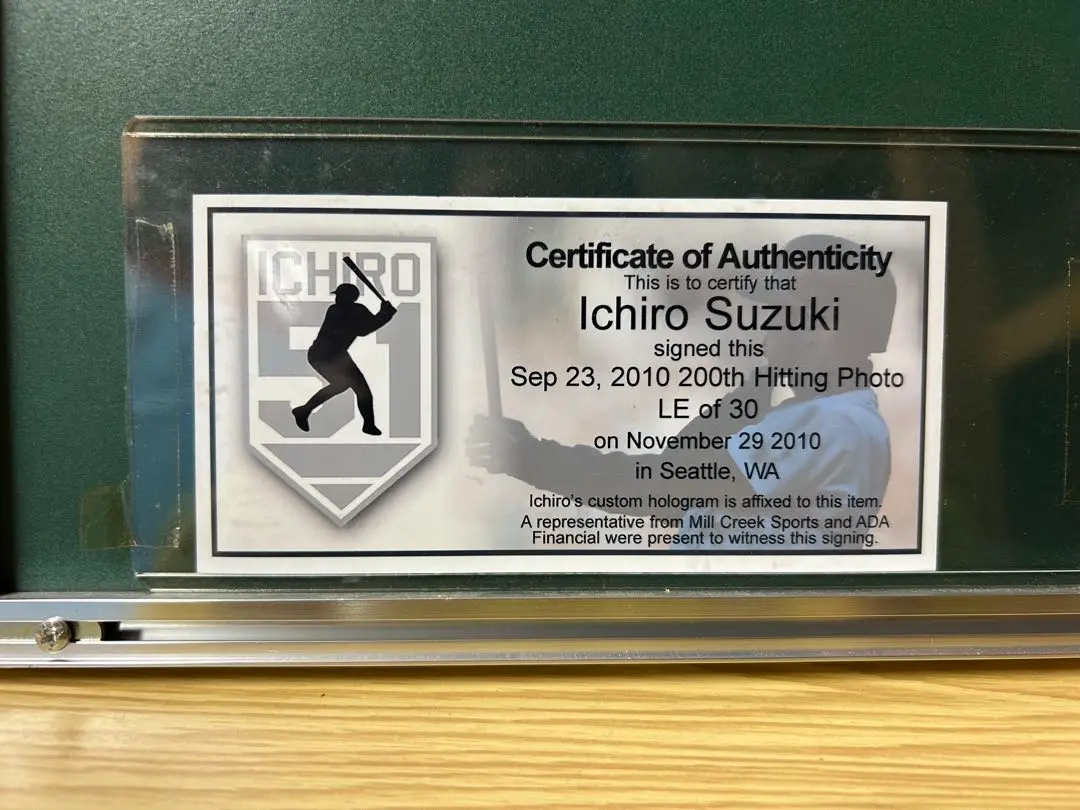 ICHIRO
51
Certificate of Authenticity
This is to certify that
Ichiro Suzuki
signed this
Sep 23, 2010 200th Hitting Photo
LE of 30
on November 29 2010
in Seattle, WA
Ichiro's custom hologram is affixed to this item.
A representative from Mill Creek Sports and ADA
Financial were present to witness this signing.